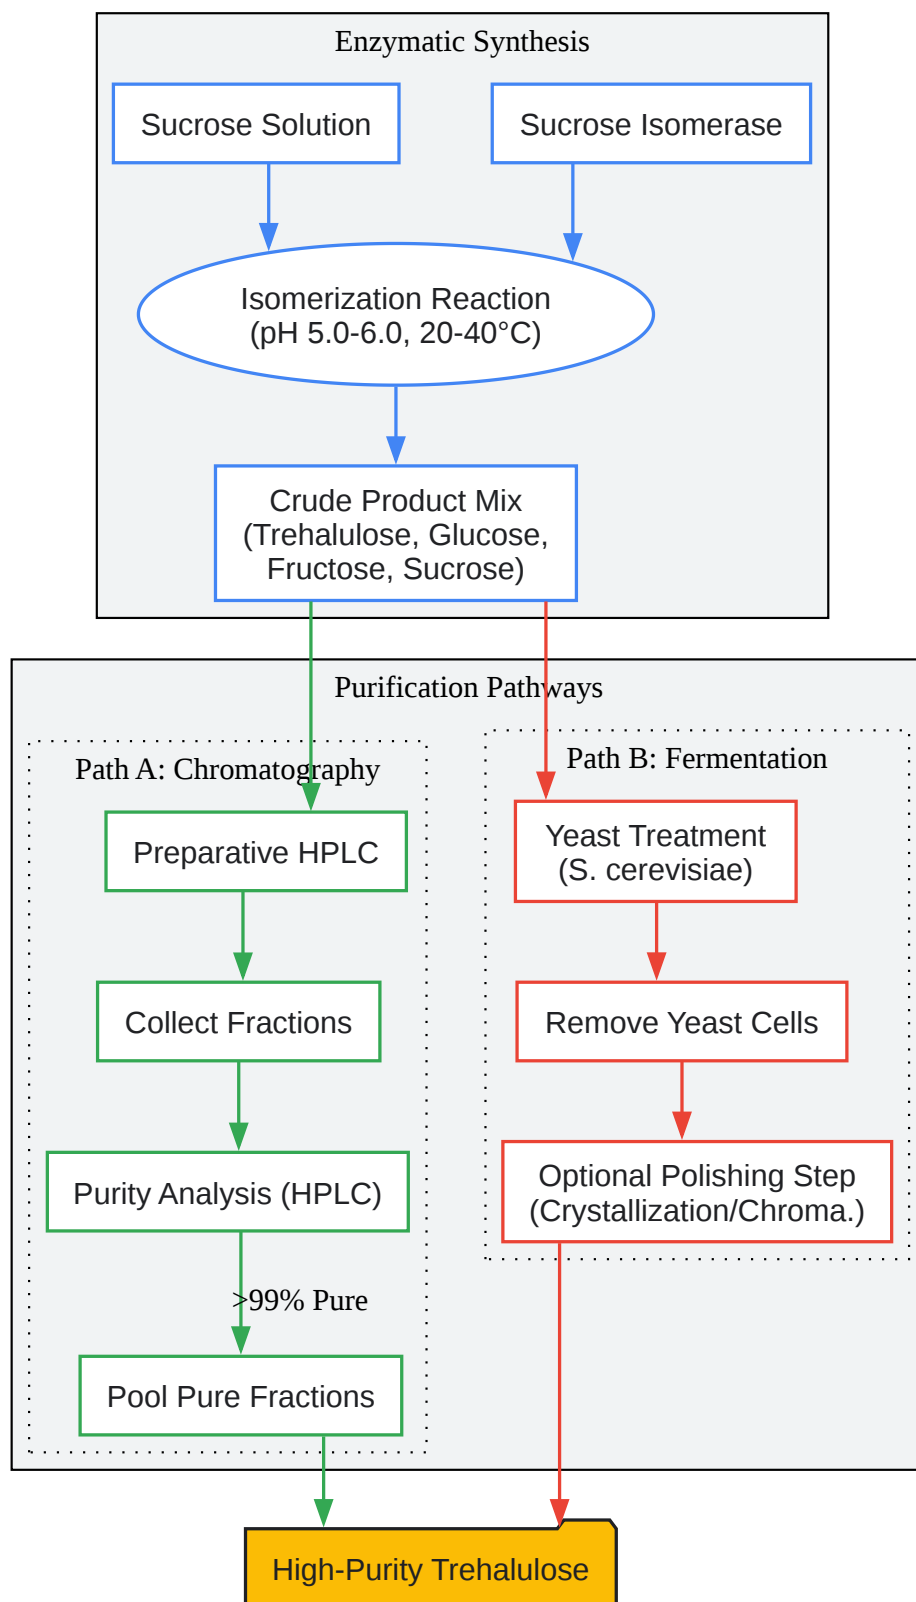 Enzymatic Synthesis
Sucrose Solution
Sucrose Isomerase
Isomerization Reaction
(pH 5.0-6.0, 20-40°C)
Crude Product Mix
(Trehalulose, Glucose,
Fructose, Sucrose)
Purification Pathways
Path A: Chromatography
Preparative HPLC
Collect Fractions
Purity Analysis (HPLC)
>99% Pure
Pool Pure Fractions
Path B: Fermentation
Yeast Treatment
(S. cerevisiae)
Remove Yeast Cells
Optional Polishing Step
(Crystallization/Chroma.)
High-Purity Trehalulose